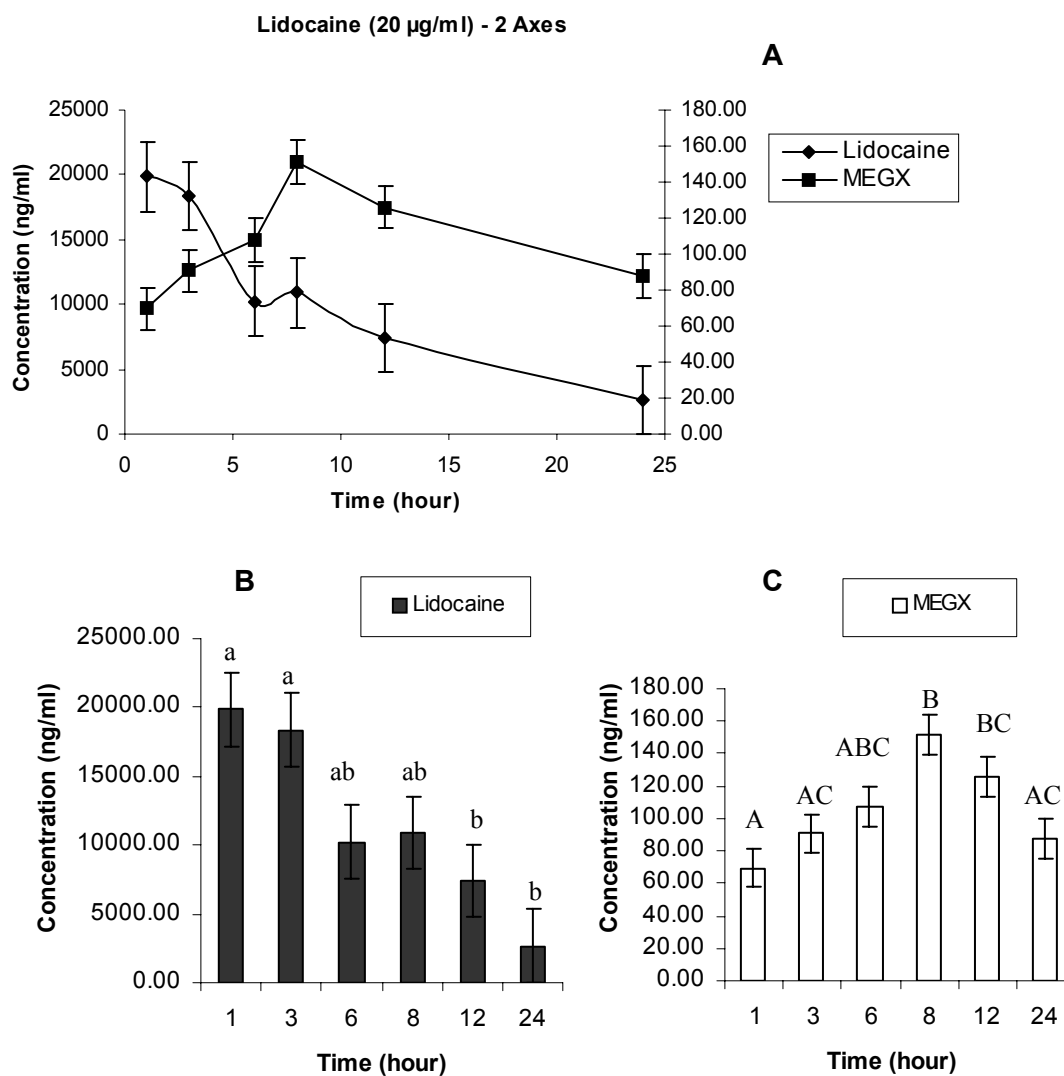 Lidocaine (20 µg/ml) - 2 Axes
A
Concentration (ng/ml)
25000
20000
15000
10000
5000
0
180.00
160.00
140.00
120.00
100.00
80.00
60.00
40.00
20.00
0.00
Lidocaine
MEGX
0 5 10 15 20 25
Time (hour)
B
Lidocaine
Concentration (ng/ml)
25000.00
20000.00
15000.00
10000.00
5000.00
0.00
a a ab ab b b
1 3 6 8 12 24
Time (hour)
C
MEGX
Concentration (ng/ml)
180.00
160.00
140.00
120.00
100.00
80.00
60.00
40.00
20.00
0.00
A AC ABC B BC AC
1 3 6 8 12 24
Time (hour)